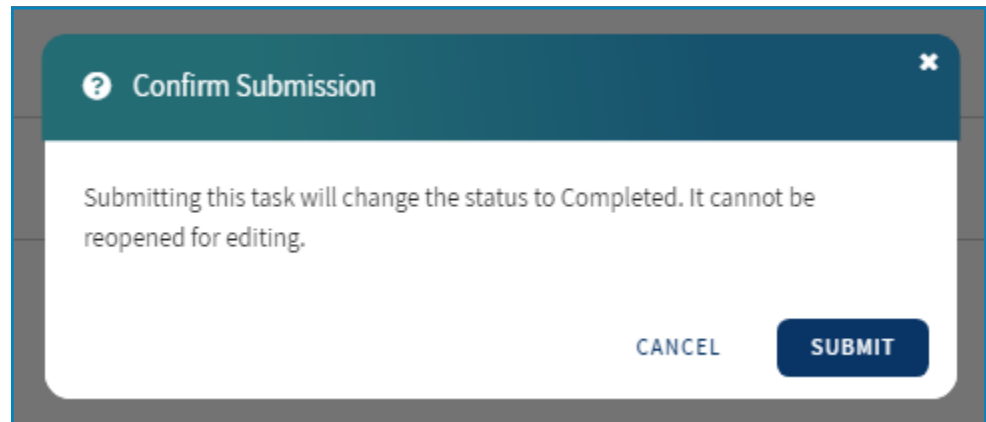 Confirm Submission
Submitting this task will change the status to Completed. It cannot be
reopened for editing.
CANCEL
SUBMIT